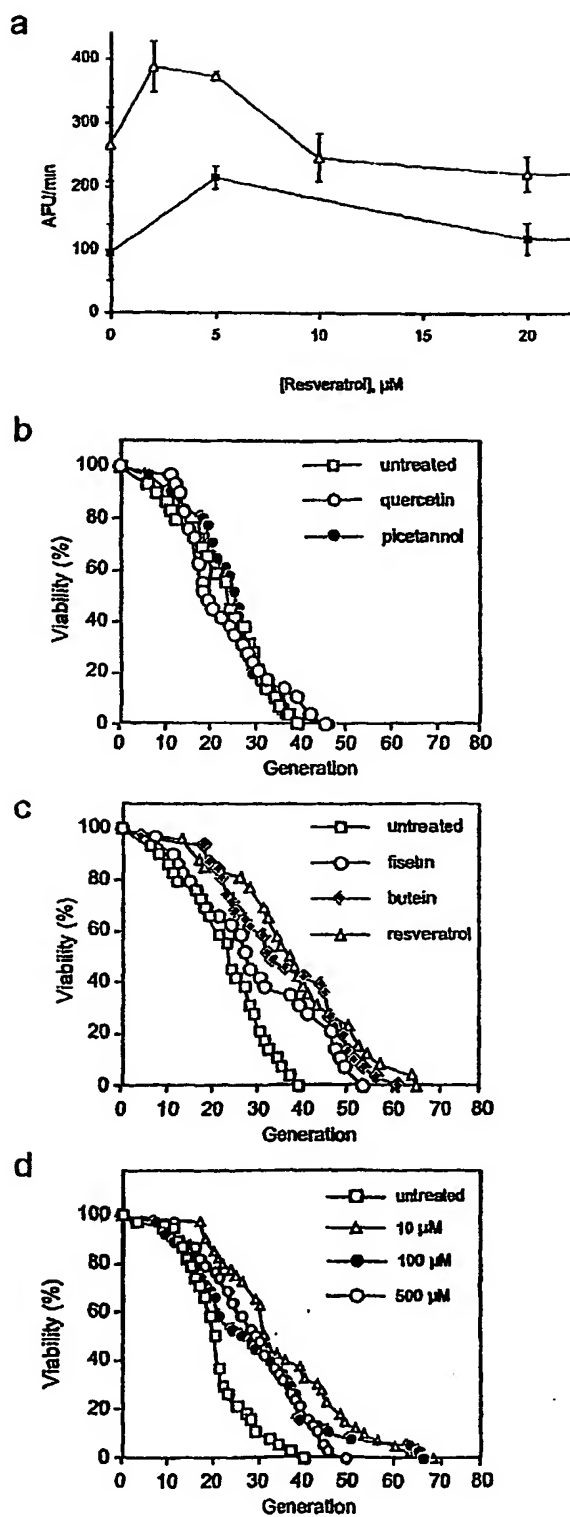 a
400
300
200
100
0
AFU/min
0 5 10 15 20
[Resveratrol], µM
b
100
80
60
40
20
0
Viability (%)
untreated
quercetin
picetannol
0 10 20 30 40 50 60 70 80
Generation
c
100
80
60
40
20
0
Viability (%)
untreated
fisetin
butein
resveratrol
0 10 20 30 40 50 60 70 80
Generation
d
100
80
60
40
20
0
Viability (%)
untreated
10 µM
100 µM
500 µM
0 10 20 30 40 50 60 70 80
Generation